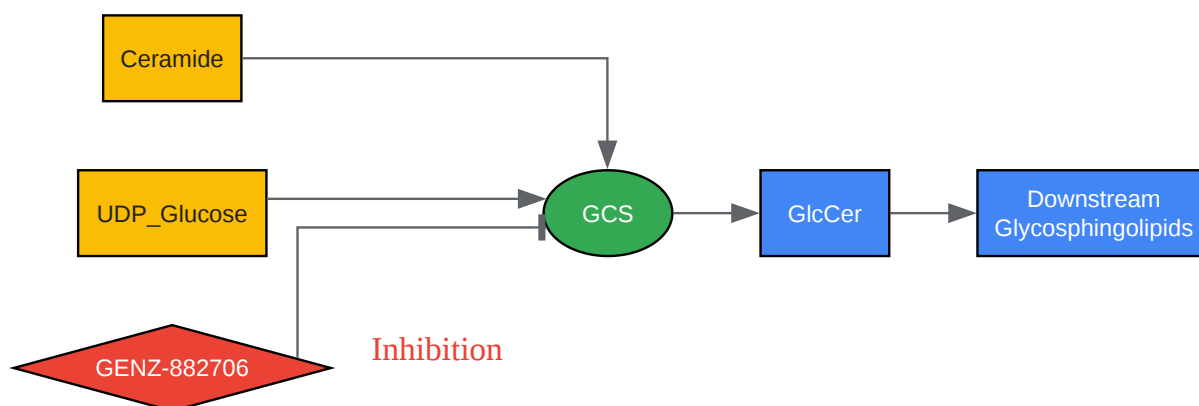 Ceramide
UDP_Glucose
GCS
GlcCer
Downstream
Glycosphingolipids
GENZ-882706
Inhibition